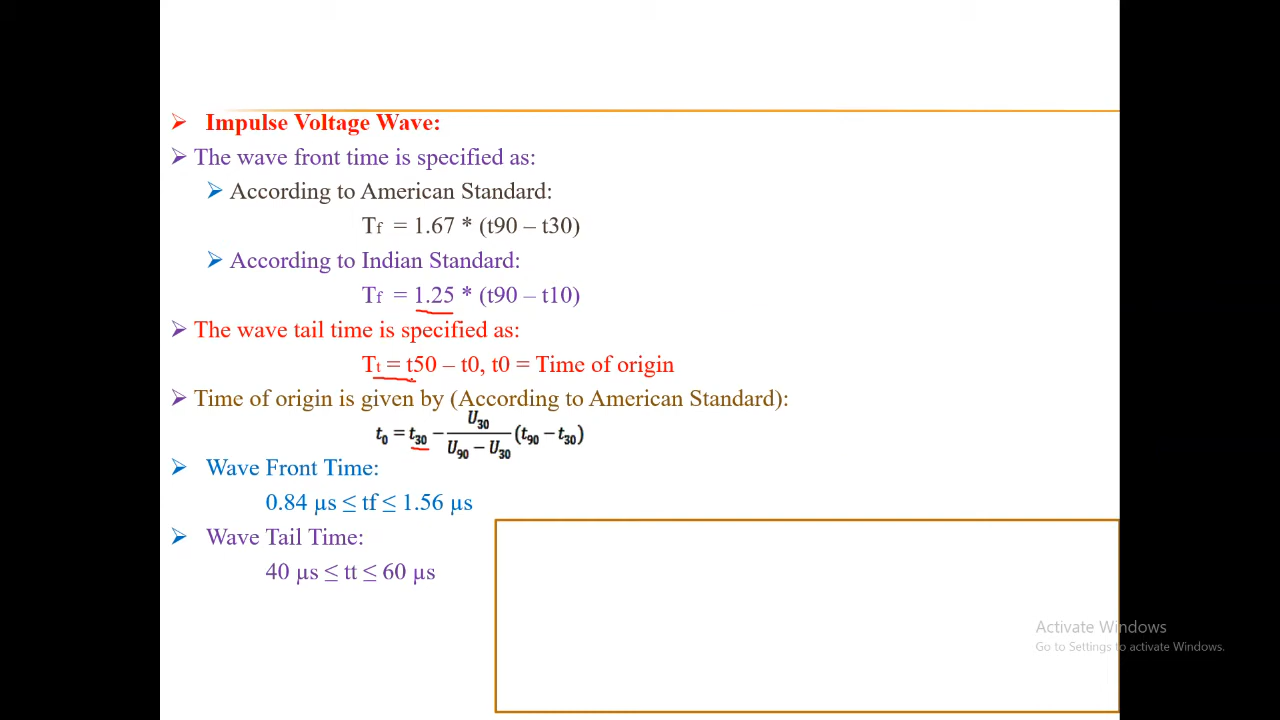 ➢ Impulse Voltage Wave:
➢ The wave front time is specified as:
➢ According to American Standard:
Tf = 1.67 * (t90 – t30)
➢ According to Indian Standard:
Tf = 1.25 * (t90 – t10)
➢ The wave tail time is specified as:
Tt = t50 – t0, t0 = Time of origin
➢ Time of origin is given by (According to American Standard):
t₀ = t₃₀ − U₃₀ / (U₉₀ − U₃₀) (t₉₀ − t₃₀)
➢ Wave Front Time:
0.84 µs ≤ tf ≤ 1.56 µs
➢ Wave Tail Time:
40 µs ≤ tt ≤ 60 µs
Activate Windows
Go to Settings to activate Windows.